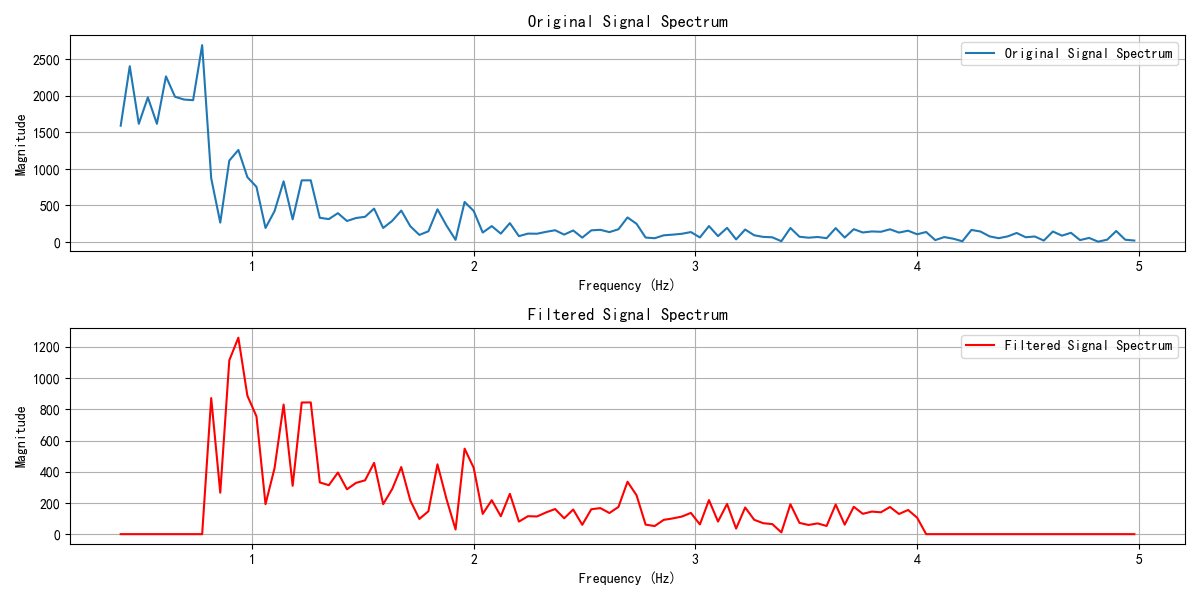 Original Signal Spectrum
Original Signal Spectrum
Magnitude
2500
2000
1500
1000
500
0
1
2
3
4
5
Frequency (Hz)
Filtered Signal Spectrum
Filtered Signal Spectrum
Magnitude
1200
1000
800
600
400
200
0
1
2
3
4
5
Frequency (Hz)